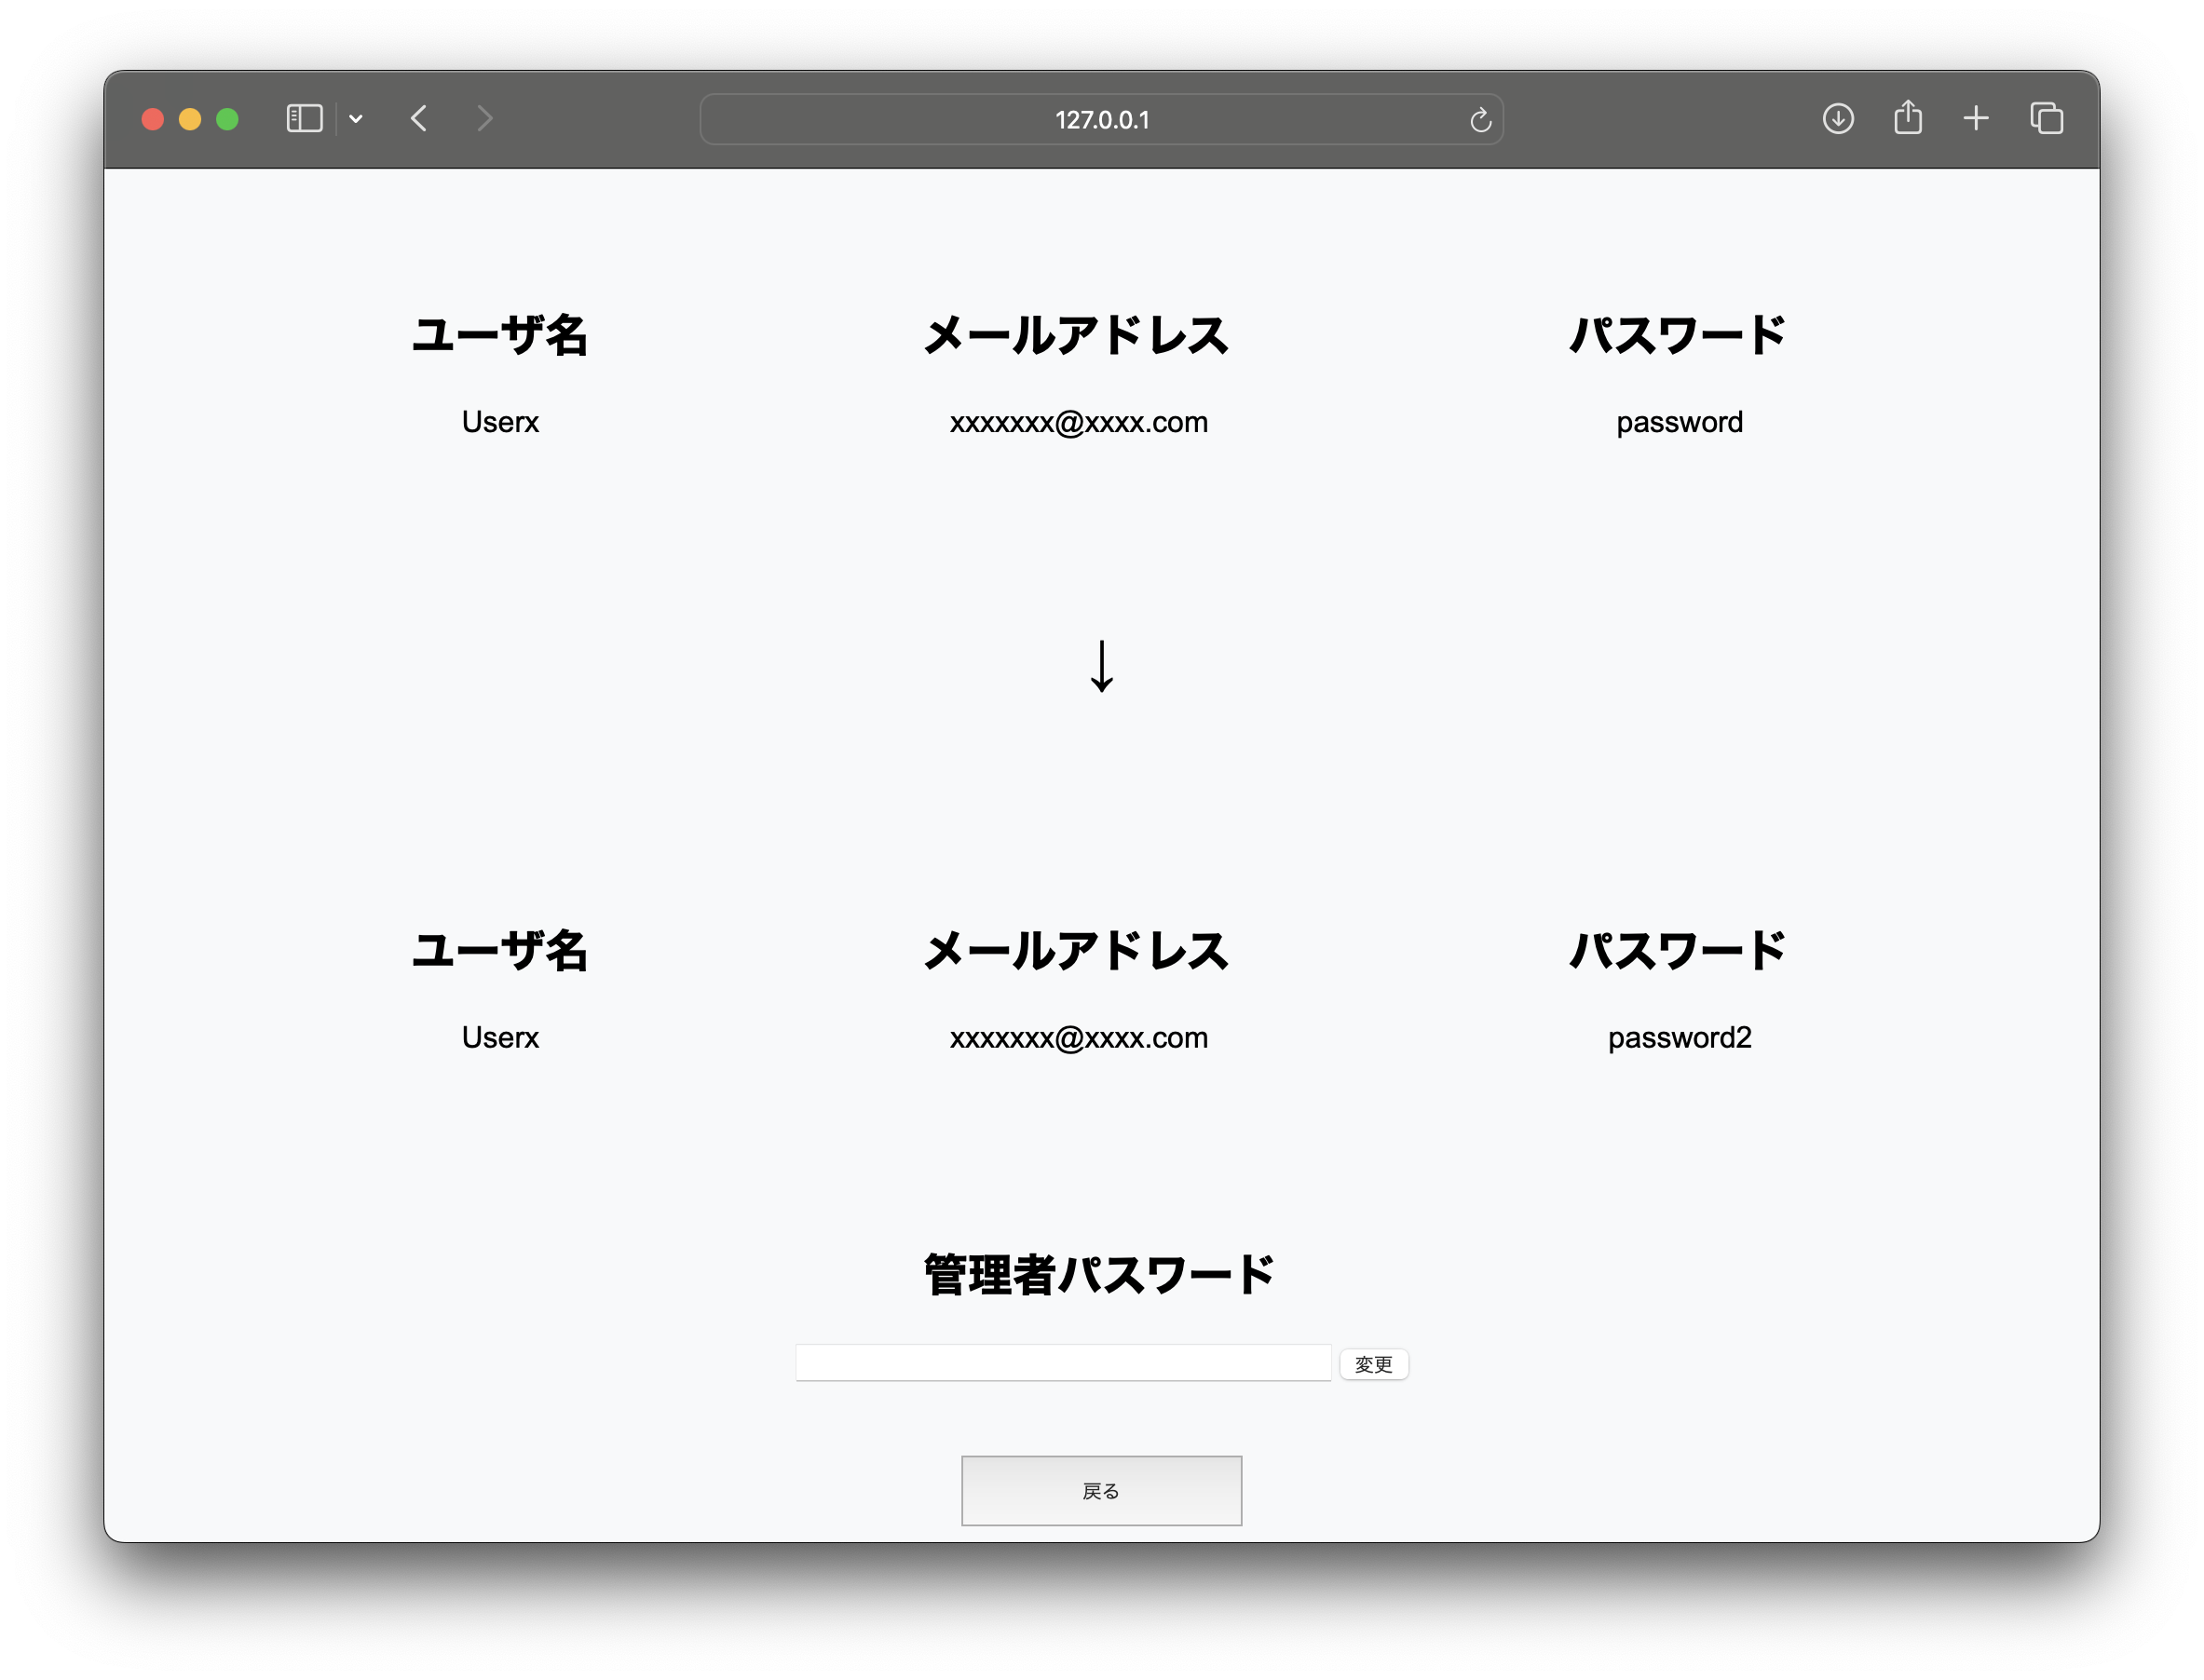 127.0.0.1
ユーザ名 メールアドレス パスワード
Userx xxxxxxx@xxxx.com password
↓
ユーザ名 メールアドレス パスワード
Userx xxxxxxx@xxxx.com password2
管理者パスワード
変更
戻る